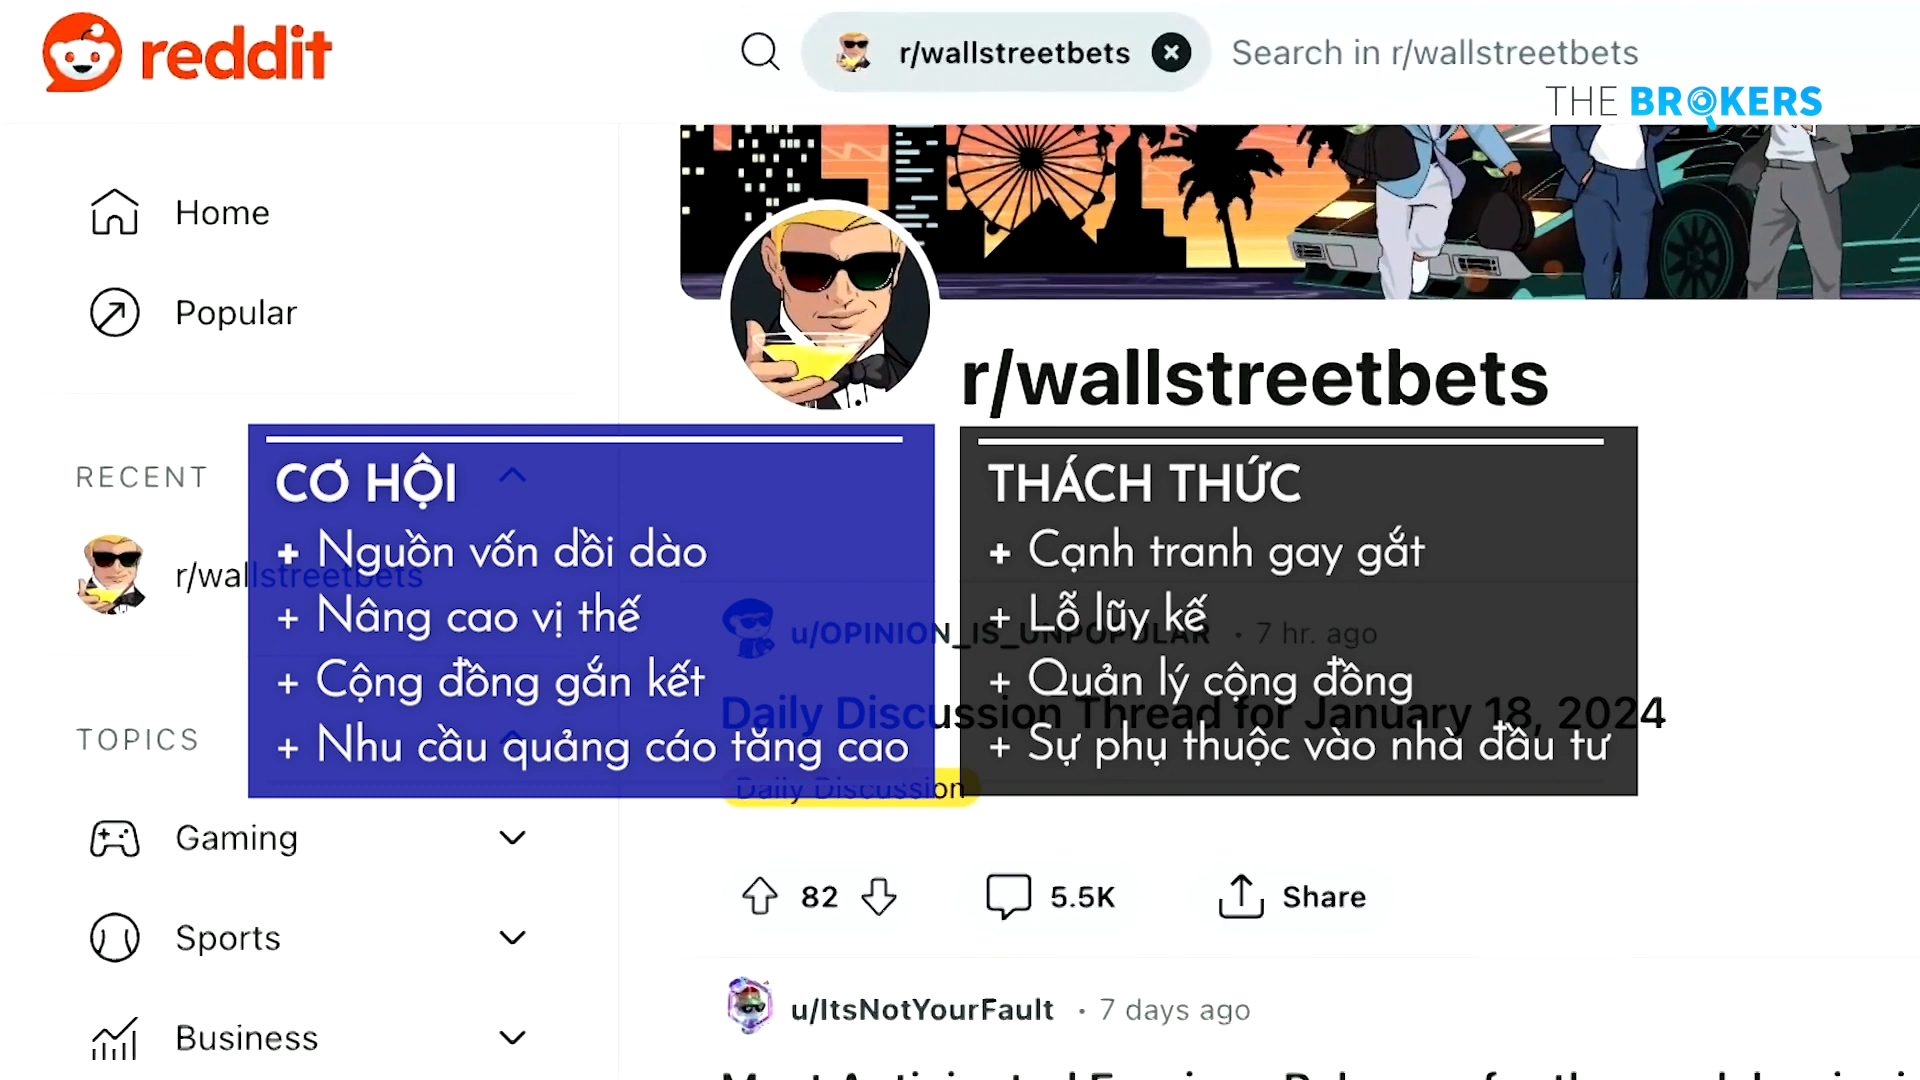 reddit
r/wallstreetbets
Search in r/wallstreetbets
THE BROKERS
Home
Popular
r/wallstreetbets
RECENT
r/wallstreetbets
CƠ HỘI
+ Nguồn vốn dồi dào
+ Nâng cao vị thế
+ Cộng đồng gắn kết
+ Nhu cầu quảng cáo tăng cao
THÁCH THỨC
+ Cạnh tranh gay gắt
+ Lỗ lũy kế
+ Quản lý cộng đồng
+ Sự phụ thuộc vào nhà đầu tư
u/OPINION_IS_UNPOPULAR • 7 hr. ago
Daily Discussion Thread for January 18, 2024
Daily Discussion
TOPICS
Gaming
Sports
Business
82
5.5K
Share
u/ItsNotYourFault • 7 days ago